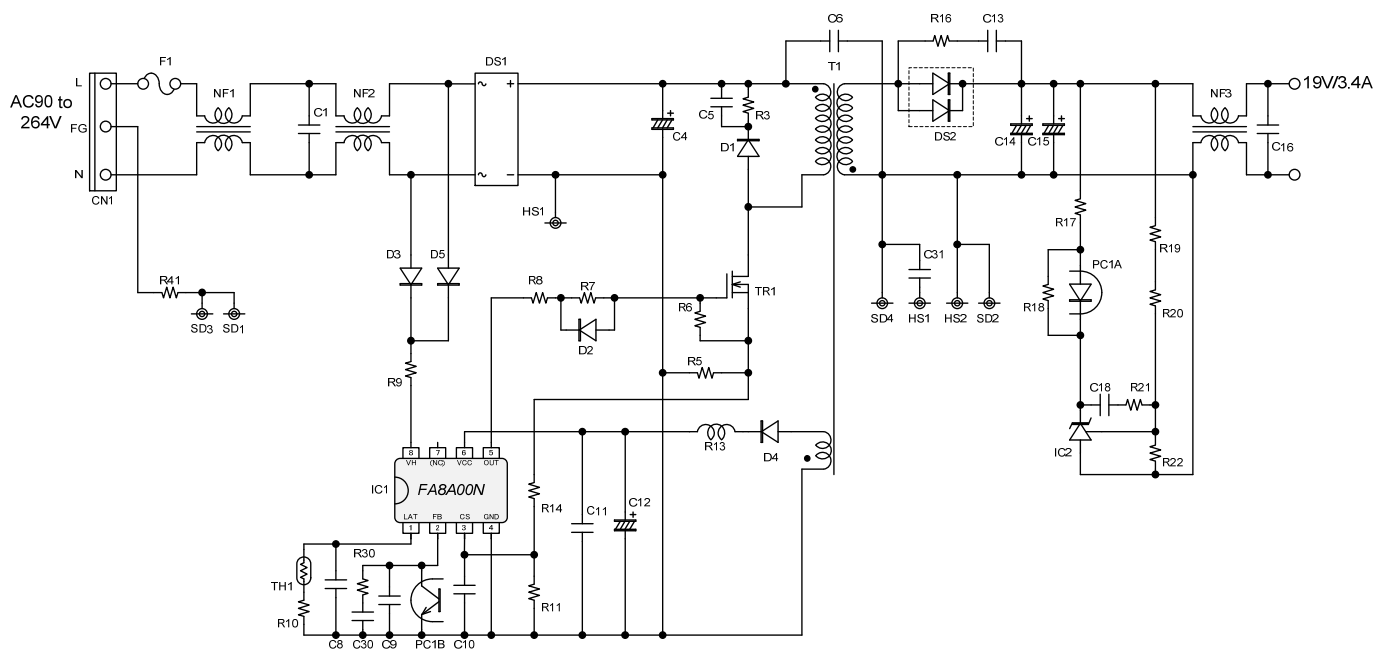 C6
R16
C13
F1
DS1
T1
L
NF1
NF2
19V/3.4A
AC90 to
264V
C1
C5
R3
NF3
FG
C4
D1
DS2
C14
C15
C16
N
CN1
HS1
R17
D3
D5
R19
R41
R8
R7
C31
PC1A
TR1
R6
R18
R20
SD3
SD1
D2
SD4
HS1
HS2
SD2
R5
R9
C18
R21
R13
D4
IC2
R22
8
7
6
5
VH
(NC)
VCC
OUT
IC1
FA8A00N
LAT
FB
CS
GND
1
2
3
4
R14
C11
C12
R30
TH1
R10
R11
C8
C30
C9
PC1B
C10
~
+
~
−
+
+
+
+